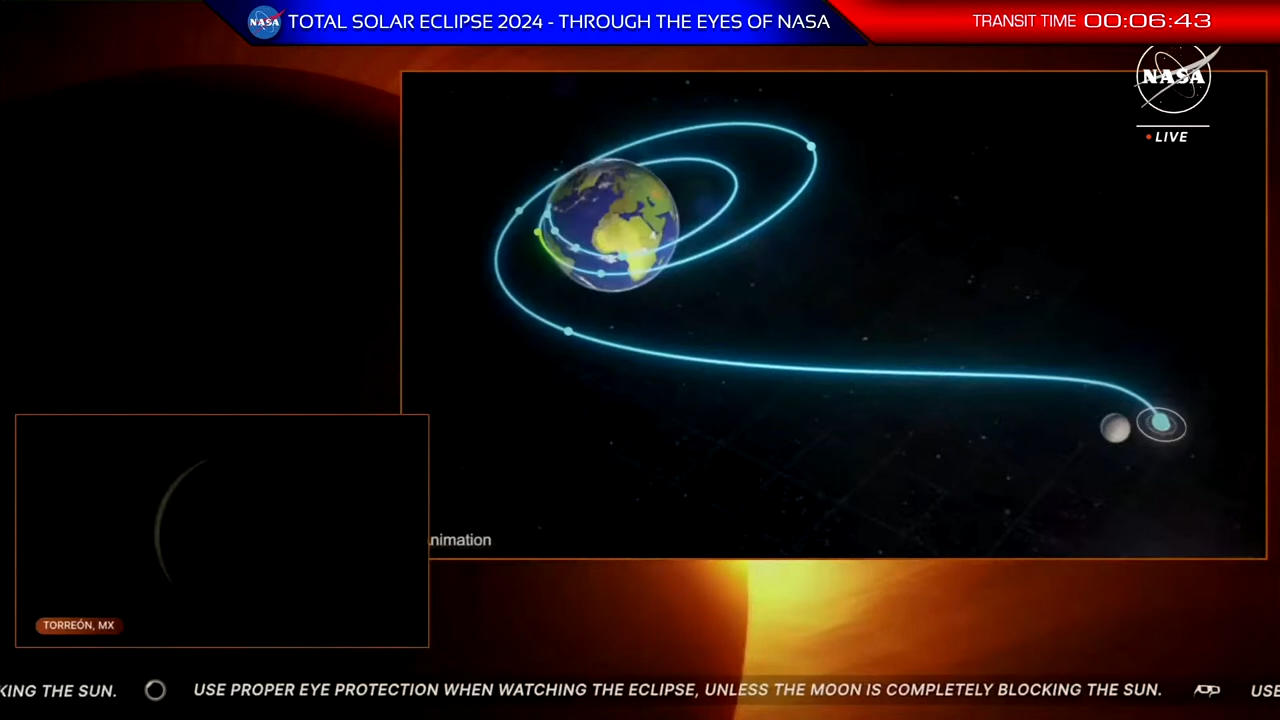 NASA TOTAL SOLAR ECLIPSE 2024 - THROUGH THE EYES OF NASA
TRANSIT TIME 00:06:43
NASA
LIVE
nimation
TORREÓN, MX
KING THE SUN. USE PROPER EYE PROTECTION WHEN WATCHING THE ECLIPSE, UNLESS THE MOON IS COMPLETELY BLOCKING THE SUN. USE